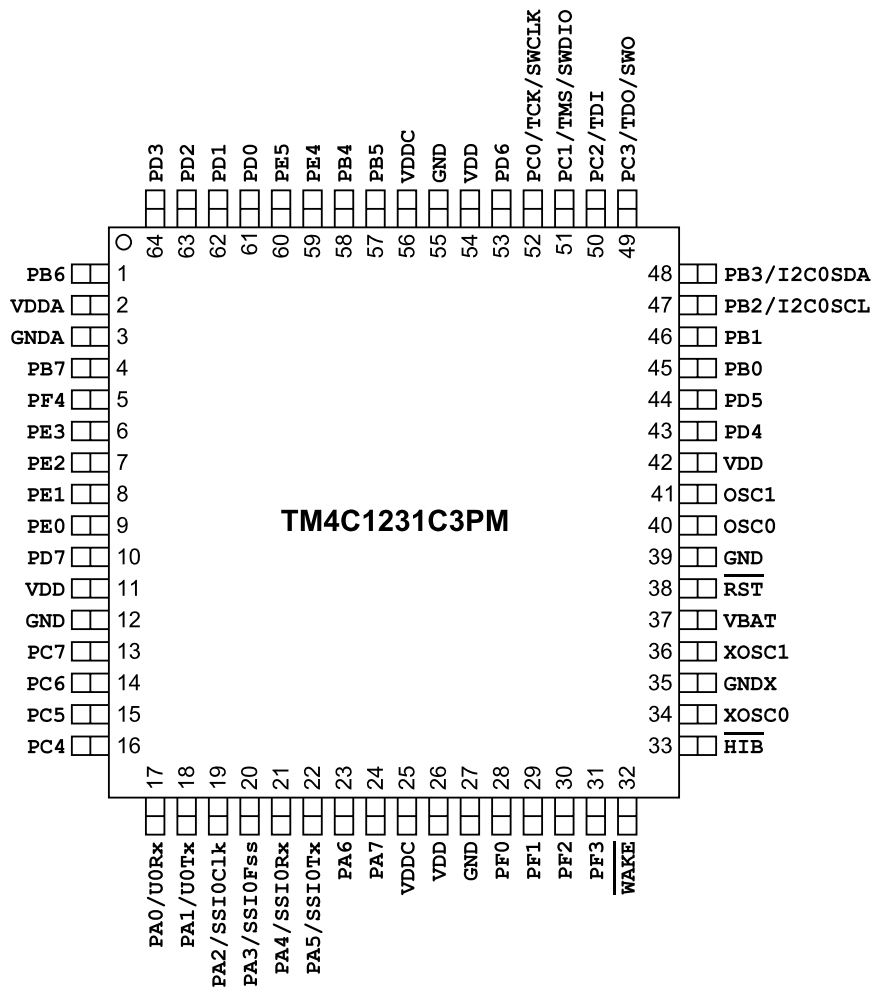 PD3
PD2
PD1
PD0
PE5
PE4
PB4
PB5
VDDC
GND
VDD
PD6
PC0/TCK/SWCLK
PC1/TMS/SWDIO
PC2/TDI
PC3/TDO/SWO
64
63
62
61
60
59
58
57
56
55
54
53
52
51
50
49
PB6 1
VDDA 2
GNDA 3
PB7 4
PF4 5
PE3 6
PE2 7
PE1 8
PE0 9
PD7 10
VDD 11
GND 12
PC7 13
PC6 14
PC5 15
PC4 16
TM4C1231C3PM
48 PB3/I2C0SDA
47 PB2/I2C0SCL
46 PB1
45 PB0
44 PD5
43 PD4
42 VDD
41 OSC1
40 OSC0
39 GND
38 RST
37 VBAT
36 XOSC1
35 GNDX
34 XOSC0
33 HIB
17
18
19
20
21
22
23
24
25
26
27
28
29
30
31
32
PA0/U0Rx
PA1/U0Tx
PA2/SSI0Clk
PA3/SSI0Fss
PA4/SSI0Rx
PA5/SSI0Tx
PA6
PA7
VDDC
VDD
GND
PF0
PF1
PF2
PF3
WAKE